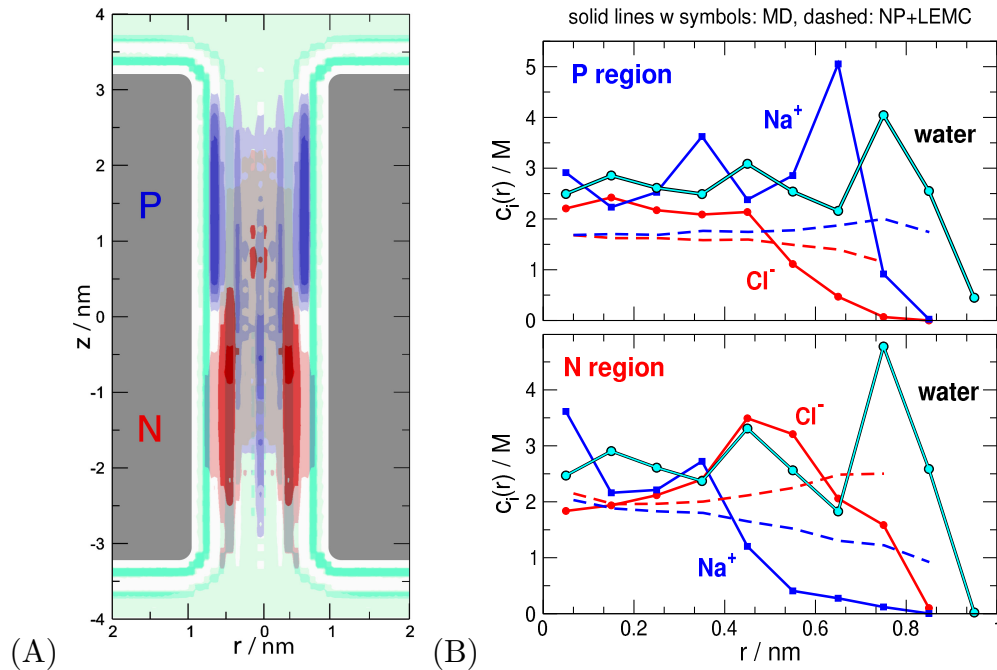 4
3
2
1
0
-1
-2
-3
-4
z / nm
P
N
2
1
0
1
2
r / nm
(A)
solid lines w symbols: MD, dashed: NP+LEMC
5
4
3
2
1
0
c_i(r) / M
P region
Na⁺
water
Cl⁻
4
3
2
1
0
c_i(r) / M
N region
water
Cl⁻
Na⁺
0
0.2
0.4
0.6
0.8
1
r / nm
(B)